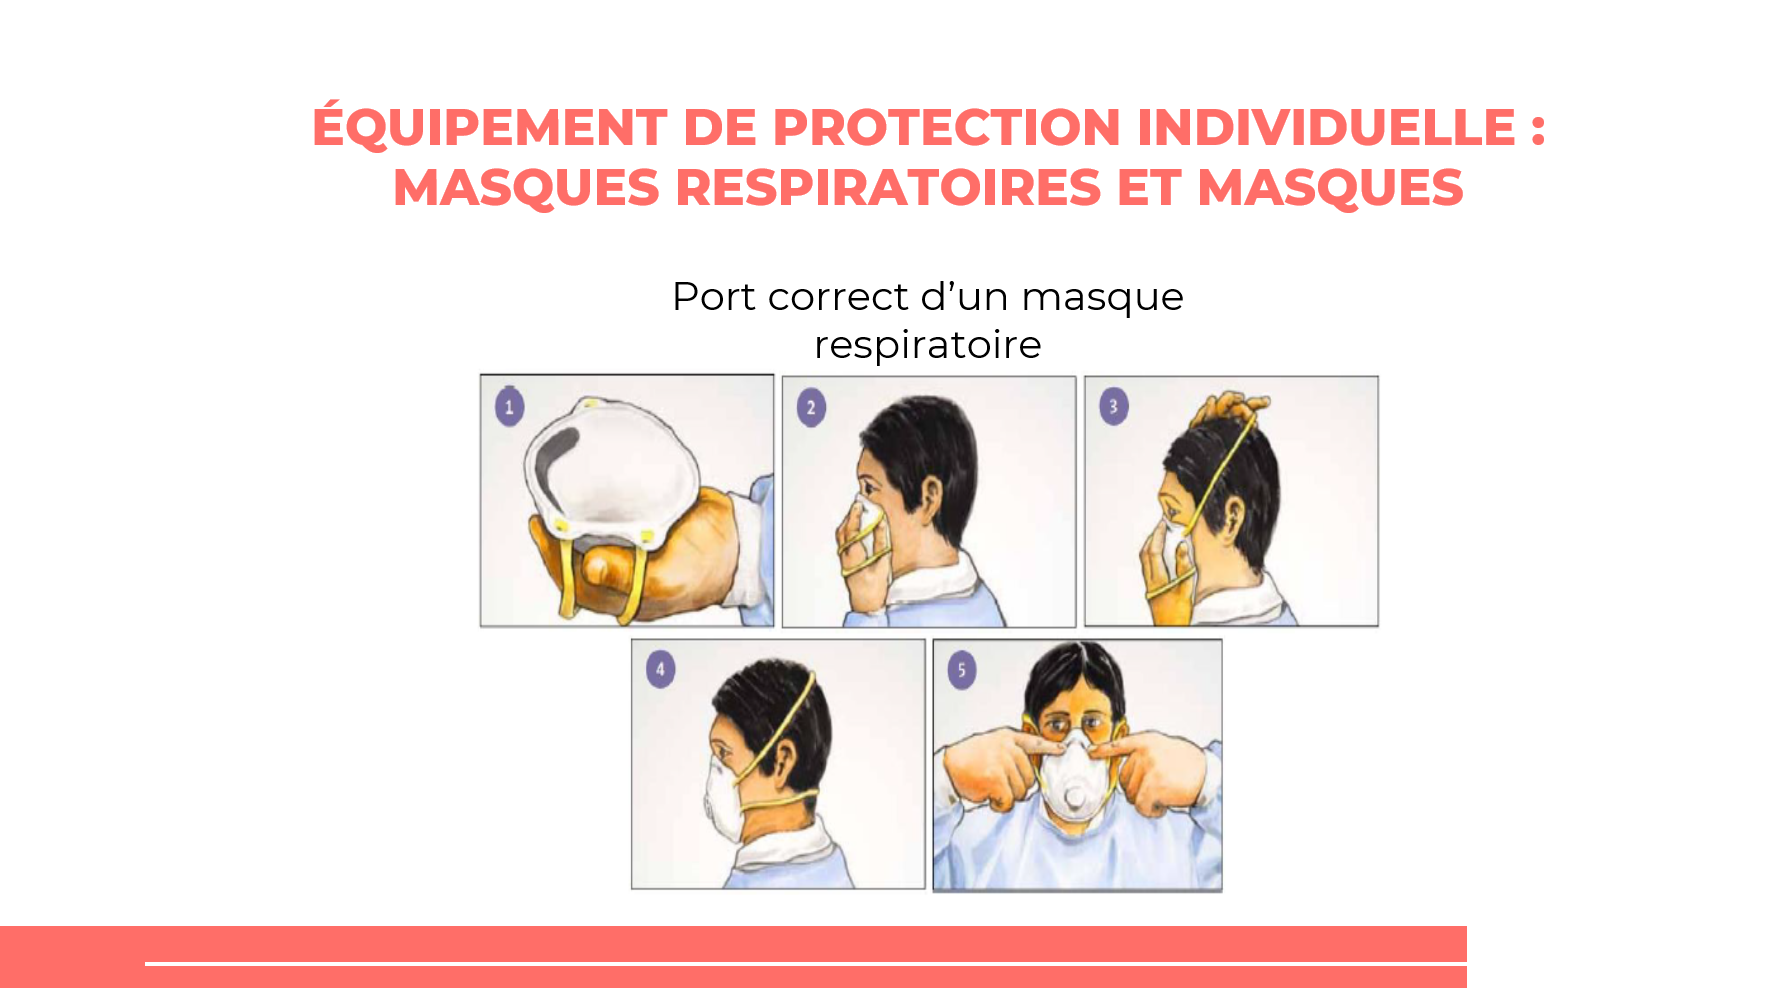 ÉQUIPEMENT DE PROTECTION INDIVIDUELLE :
MASQUES RESPIRATOIRES ET MASQUES
Port correct d’un masque
respiratoire
1
2
3
4
5